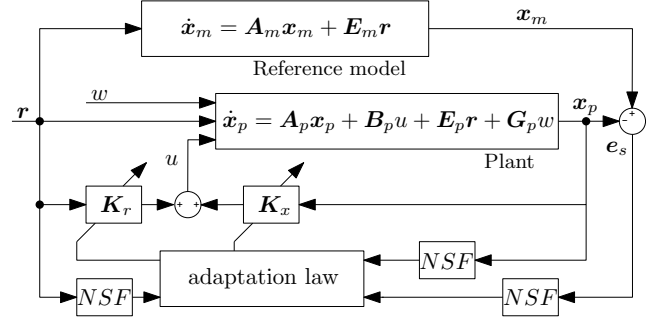 ẋ_m = A_m x_m + E_m r
x_m
Reference model
r
w
ẋ_p = A_p x_p + B_p u + E_p r + G_p w
x_p
- +
e_s
Plant
u
K_r
+ +
K_x
adaptation law
NSF
NSF
NSF